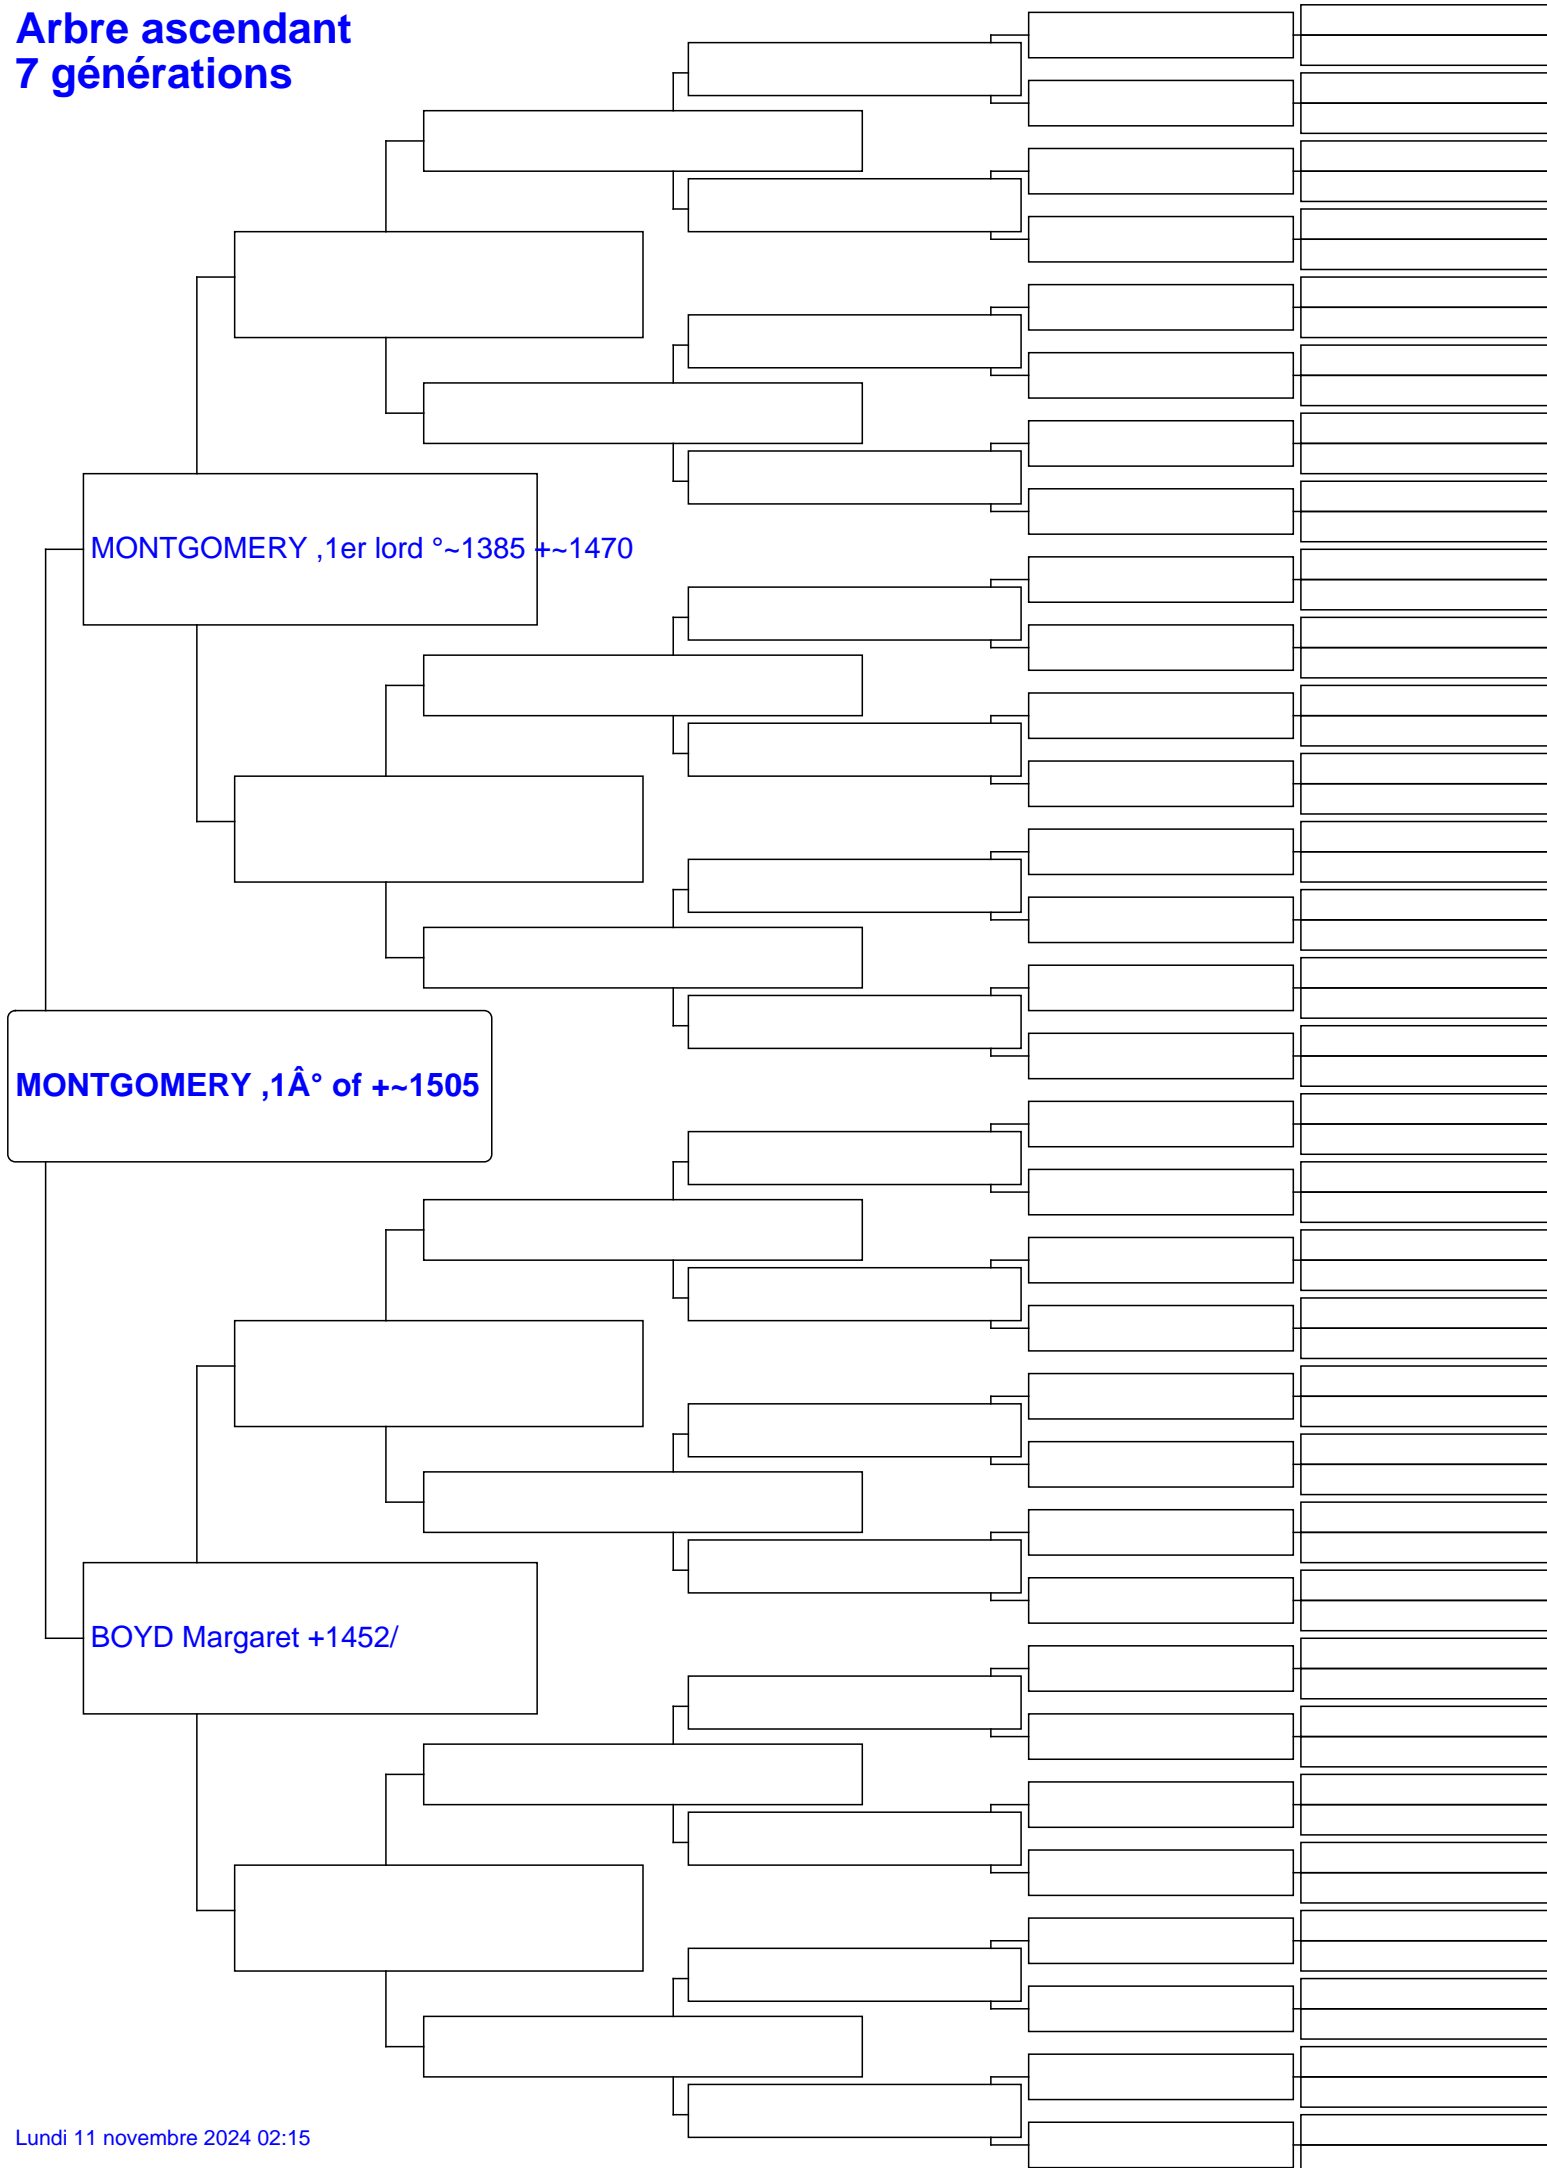 Arbre ascendant
7 générations
MONTGOMERY ,1er lord °~1385 +~1470
MONTGOMERY ,1Â° of +~1505
BOYD Margaret +1452/
Lundi 11 novembre 2024 02:15